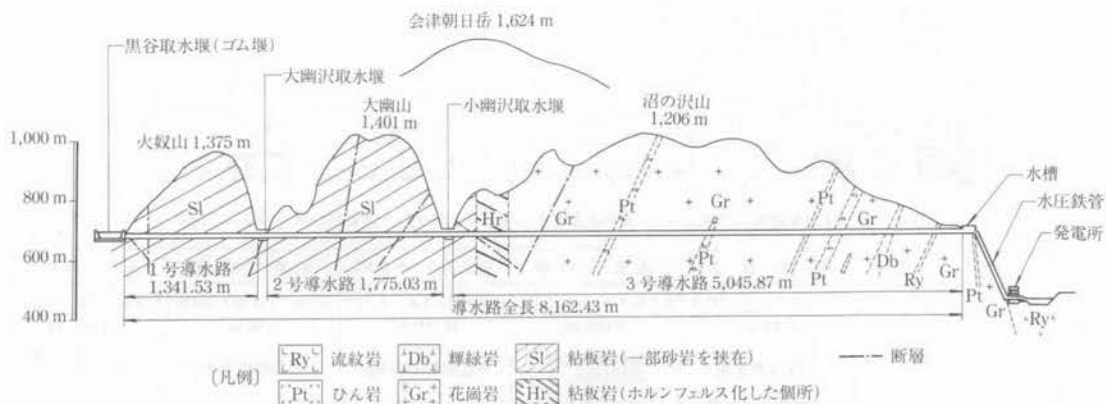 会津朝日岳 1,624 m
黒谷取水堰(ゴム堰)
大幽沢取水堰
大幽山
1,401 m
小幽沢取水堰
沼の沢山
1,206 m
火奴山 1,375 m
1,000 m
800 m
600 m
400 m
水槽
水圧鉄管
発電所
Sl
Sl
Hr
Gr
Pt
Gr
Gr
Pt
Pt
Db
Ry
Pt
Gr
Ry
1号導水路
1,341.53 m
2号導水路 1,775.03 m
3号導水路 5,045.87 m
導水路全長 8,162.43 m
〔凡例〕
Ry 流紋岩
Db 輝緑岩
Sl 粘板岩(一部砂岩を挟在)
断層
Pt ひん岩
Gr 花崗岩
Hr 粘板岩(ホルンフェルス化した個所)